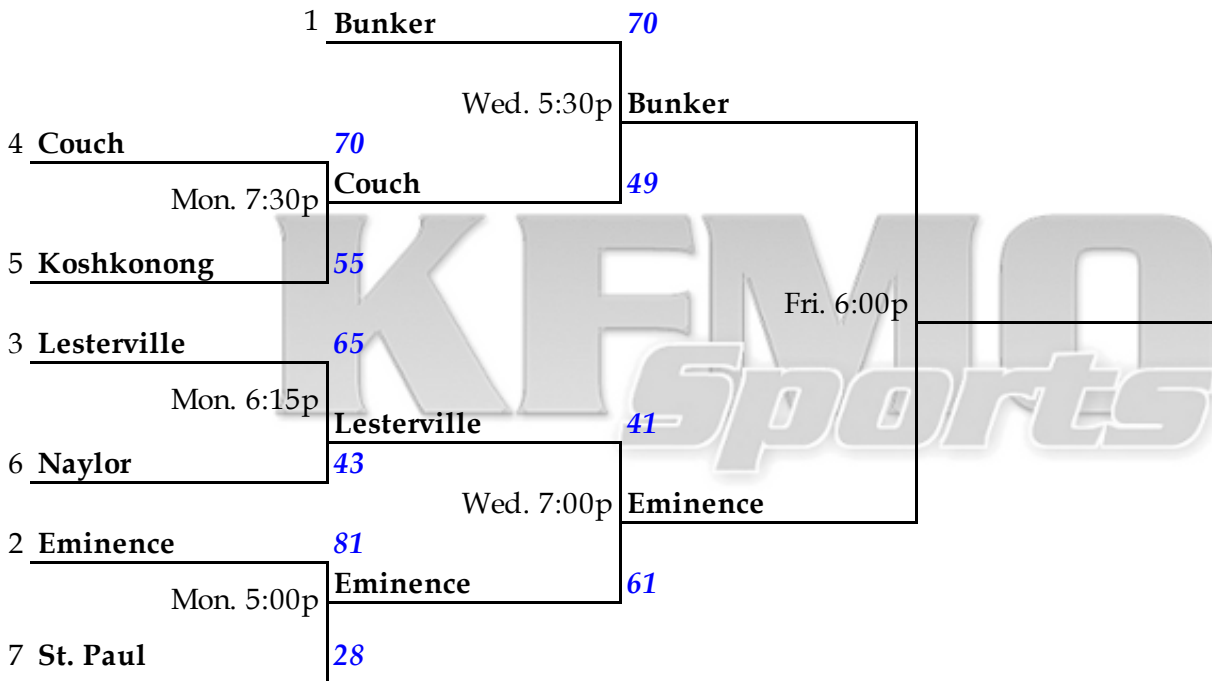 1 Bunker 70
Wed. 5:30p Bunker
4 Couch 70
Couch 49
Mon. 7:30p
5 Koshkonong 55
KFMO
Sports
Fri. 6:00p
3 Lesterville 65
Mon. 6:15p
Lesterville 41
6 Naylor 43
Wed. 7:00p Eminence
2 Eminence 81
Eminence 61
Mon. 5:00p
7 St. Paul 28